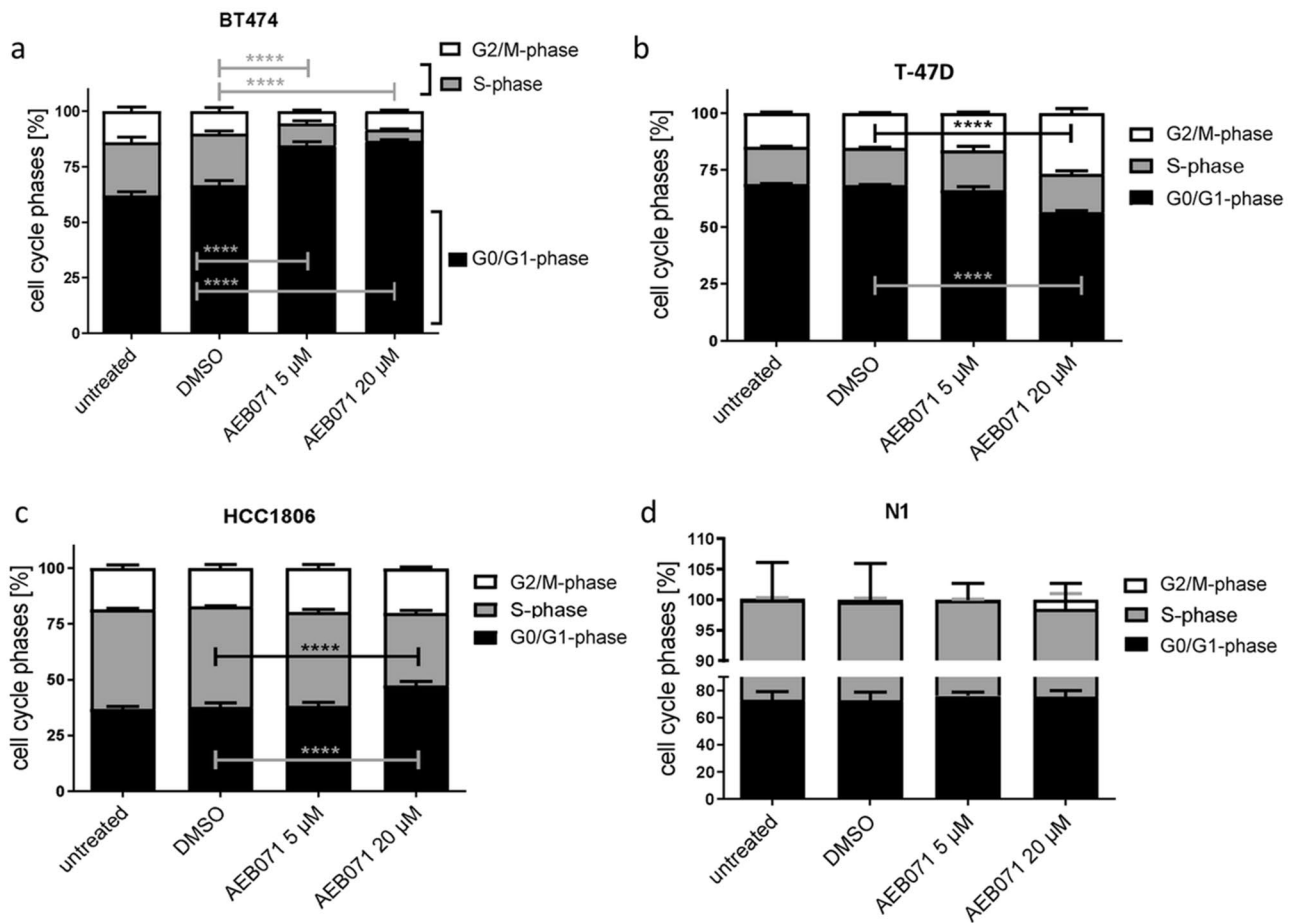 a
BT474
**** G2/M-phase
**** S-phase
cell cycle phases [%]
100
75
50
25
0
****
****
G0/G1-phase
untreated
DMSO
AEB071 5 µM
AEB071 20 µM
b
T-47D
cell cycle phases [%]
100
75
50
25
0
****
****
G2/M-phase
S-phase
G0/G1-phase
untreated
DMSO
AEB071 5 µM
AEB071 20 µM
c
HCC1806
cell cycle phases [%]
100
75
50
25
0
****
****
G2/M-phase
S-phase
G0/G1-phase
untreated
DMSO
AEB071 5 µM
AEB071 20 µM
d
N1
cell cycle phases [%]
110
105
100
95
90
80
60
40
20
0
G2/M-phase
S-phase
G0/G1-phase
untreated
DMSO
AEB071 5 µM
AEB071 20 µM